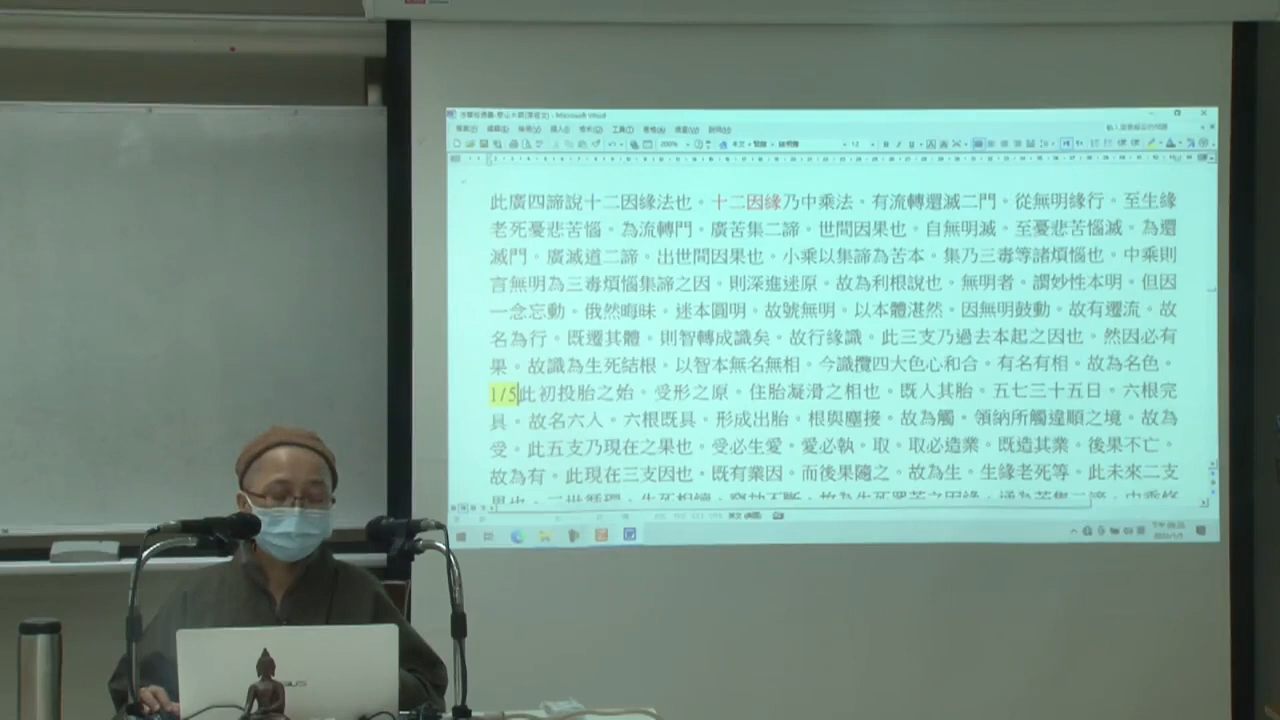 此廣四諦說十二因緣法也。十二因緣乃中乘法。有流轉還滅二門。從無明緣行。至生緣
老死憂悲苦惱。為流轉門。廣苦集二諦。世間因果也。自無明滅。至憂悲苦惱滅。為還
滅門。廣滅道二諦。出世間因果也。小乘以集諦為苦本。集乃三毒等諸煩惱也。中乘則
言無明為三毒煩惱集諦之因。則深進迷原。故為利根說也。無明者。謂妙性本明。但因
一念忘動。俄然晦昧。迷本圓明。故號無明。以本體湛然。因無明鼓動。故有遷流。故
名為行。既遷其體。則智轉成識矣。故行緣識。此三支乃過去本起之因也。然因必有
果。故識為生死結根。以智本無名無相。今識攬四大色心和合。有名有相。故為名色。
1/5此初投胎之始。受形之原。住胎凝滑之相也。既入其胎。五七三十五日。六根完
具。故名六入。六根既具。形成出胎。根與塵接。故為觸。領納所觸違順之境。故為
受。此五支乃現在之果也。受必生愛。愛必執。取。取必造業。既造其業。後果不亡。
故為有。此現在三支因也。既有業因。而後果隨之。故為生。生緣老死等。此未來二支